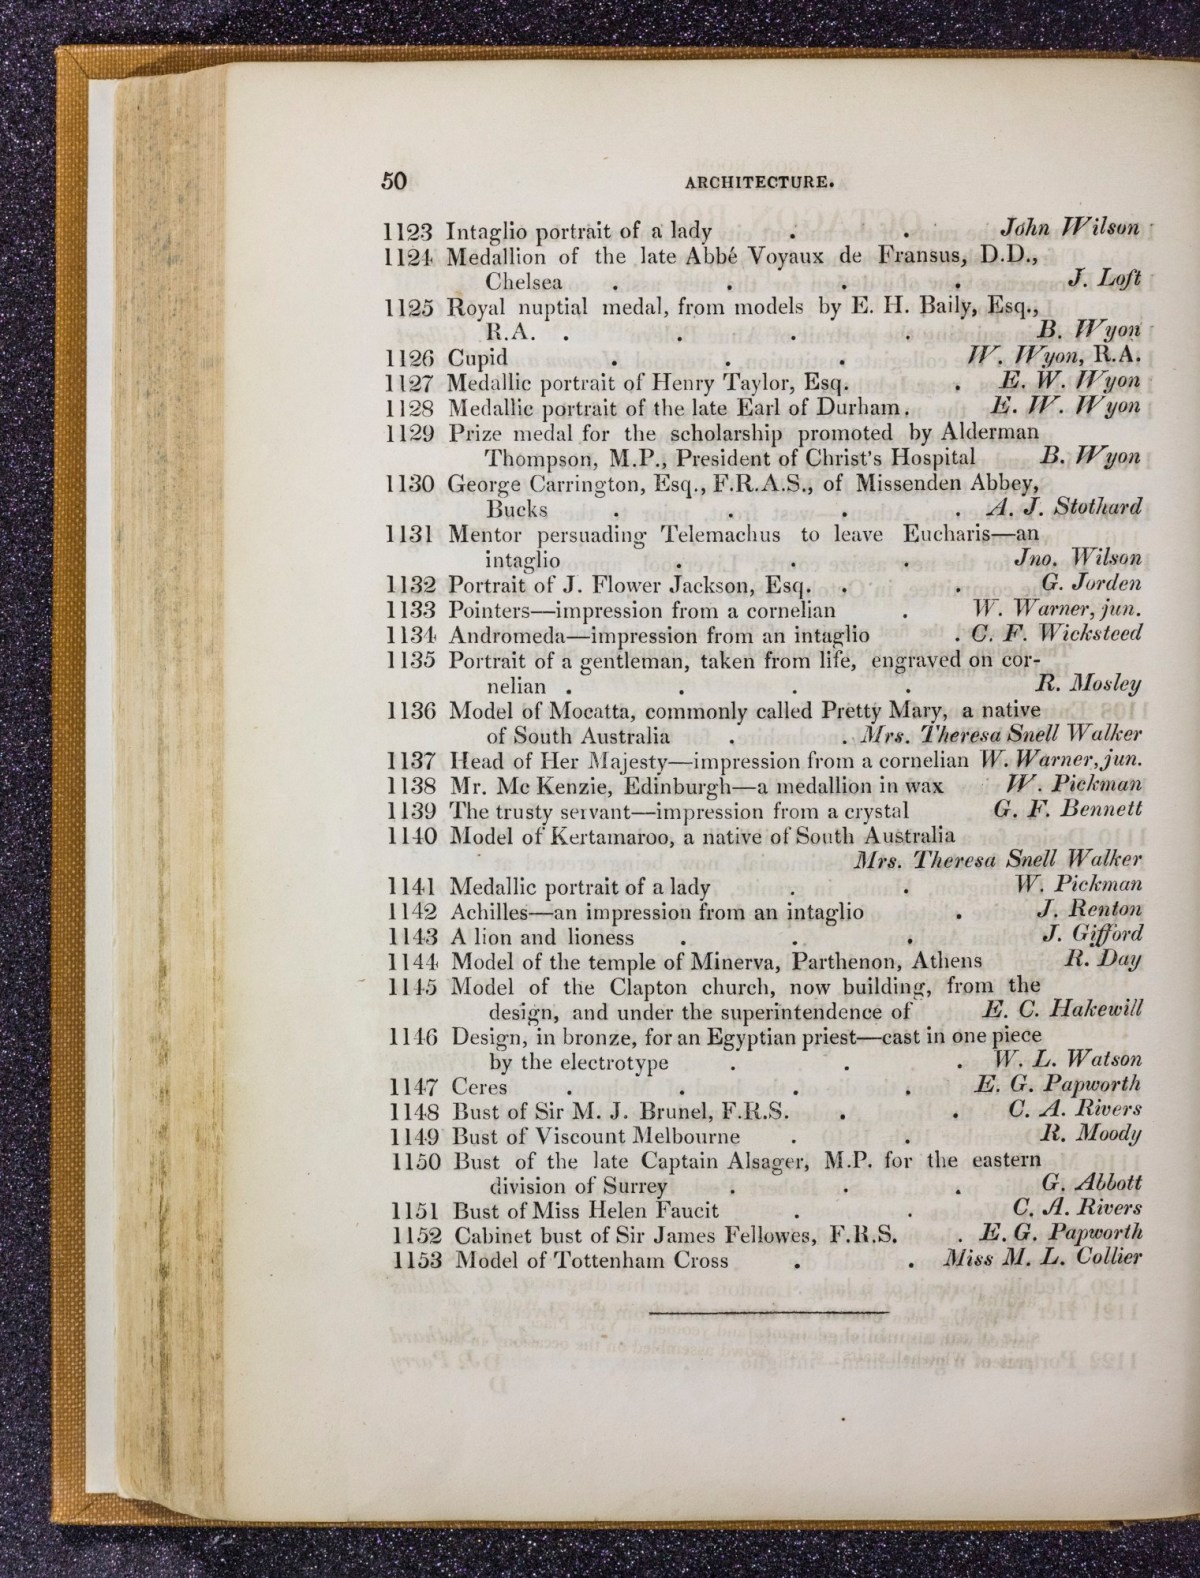 50 ARCHITECTURE.
1123 Intaglio portrait of a lady . . John Wilson
1124 Medallion of the late Abbé Voyaux de Fransus, D.D.,
Chelsea . . . . J. Loft
1125 Royal nuptial medal, from models by E. H. Baily, Esq.,
R.A. . . . . B. Wyon
1126 Cupid . . . W. Wyon, R.A.
1127 Medallic portrait of Henry Taylor, Esq. . E. W. Wyon
1128 Medallic portrait of the late Earl of Durham. E. W. Wyon
1129 Prize medal for the scholarship promoted by Alderman
Thompson, M.P., President of Christ's Hospital B. Wyon
1130 George Carrington, Esq., F.R.A.S., of Missenden Abbey,
Bucks . . . . A. J. Stothard
1131 Mentor persuading Telemachus to leave Eucharis—an
intaglio . . . Jno. Wilson
1132 Portrait of J. Flower Jackson, Esq. . . G. Jorden
1133 Pointers—impression from a cornelian . W. Warner, jun.
1134 Andromeda—impression from an intaglio . C. F. Wicksteed
1135 Portrait of a gentleman, taken from life, engraved on cor-
nelian . . . . R. Mosley
1136 Model of Mocatta, commonly called Pretty Mary, a native
of South Australia . . Mrs. Theresa Snell Walker
1137 Head of Her Majesty—impression from a cornelian W. Warner, jun.
1138 Mr. Mc Kenzie, Edinburgh—a medallion in wax W. Pickman
1139 The trusty servant—impression from a crystal G. F. Bennett
1140 Model of Kertamaroo, a native of South Australia
Mrs. Theresa Snell Walker
1141 Medallic portrait of a lady . . W. Pickman
1142 Achilles—an impression from an intaglio . J. Renton
1143 A lion and lioness . . . J. Gifford
1144 Model of the temple of Minerva, Parthenon, Athens R. Day
1145 Model of the Clapton church, now building, from the
design, and under the superintendence of E. C. Hakewill
1146 Design, in bronze, for an Egyptian priest—cast in one piece
by the electrotype . . . W. L. Watson
1147 Ceres . . . . E. G. Papworth
1148 Bust of Sir M. J. Brunel, F.R.S. . . C. A. Rivers
1149 Bust of Viscount Melbourne . . R. Moody
1150 Bust of the late Captain Alsager, M.P. for the eastern
division of Surrey . . . G. Abbott
1151 Bust of Miss Helen Faucit . . C. A. Rivers
1152 Cabinet bust of Sir James Fellowes, F.R.S. . E. G. Papworth
1153 Model of Tottenham Cross . . Miss M. L. Collier